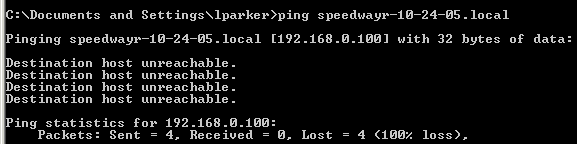 C:\Documents and Settings\lparker>ping speedwayr-10-24-05.local
Pinging speedwayr-10-24-05.local [192.168.0.100] with 32 bytes of data:
Destination host unreachable.
Destination host unreachable.
Destination host unreachable.
Destination host unreachable.
Ping statistics for 192.168.0.100:
    Packets: Sent = 4, Received = 0, Lost = 4 (100% loss),